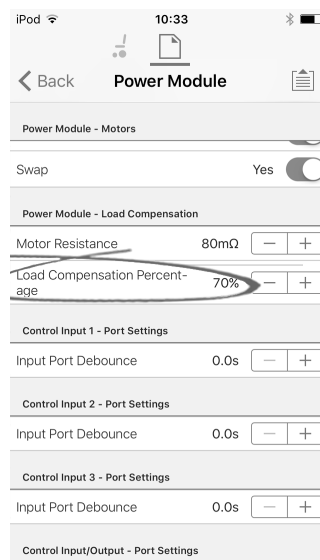 iPod 10:33
Back Power Module
Power Module - Motors
Swap Yes
Power Module - Load Compensation
Motor Resistance 80mΩ − +
Load Compensation Percent-
age 70% − +
Control Input 1 - Port Settings
Input Port Debounce 0.0s − +
Control Input 2 - Port Settings
Input Port Debounce 0.0s − +
Control Input 3 - Port Settings
Input Port Debounce 0.0s − +
Control Input/Output - Port Settings